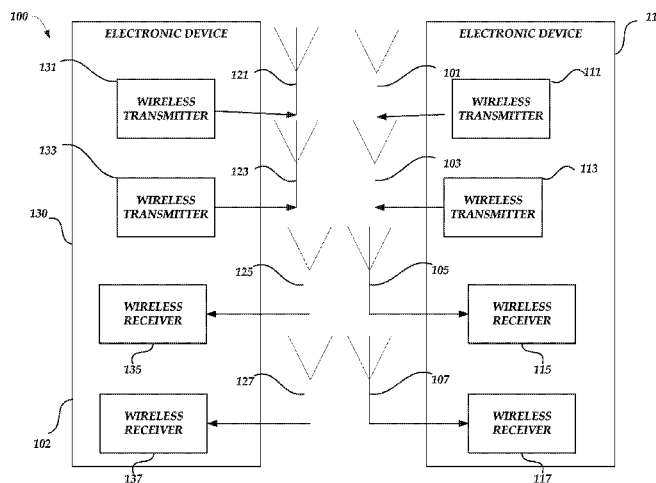 100
ELECTRONIC DEVICE
ELECTRONIC DEVICE
11
131
121
101
111
WIRELESS
TRANSMITTER
WIRELESS
TRANSMITTER
133
123
103
113
WIRELESS
TRANSMITTER
WIRELESS
TRANSMITTER
130
125
105
WIRELESS
RECEIVER
WIRELESS
RECEIVER
135
115
127
107
WIRELESS
RECEIVER
WIRELESS
RECEIVER
102
137
117